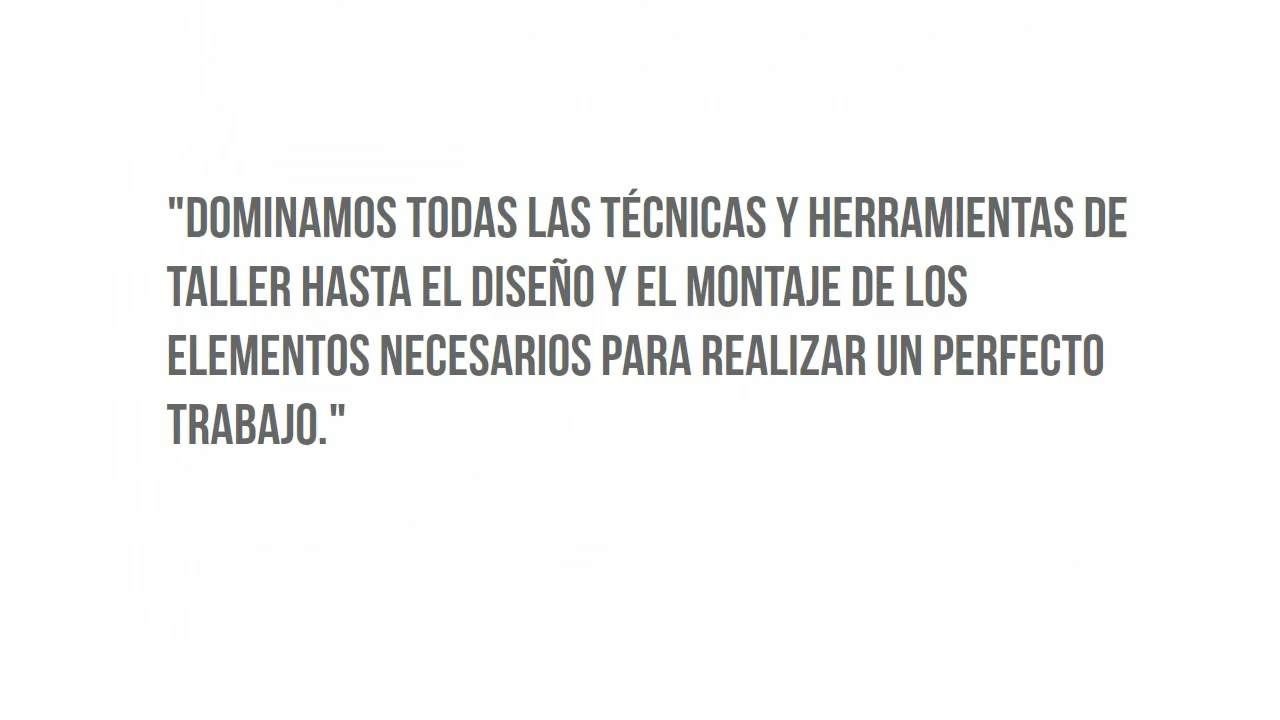 "DOMINAMOS TODAS LAS TÉCNICAS Y HERRAMIENTAS DE
TALLER HASTA EL DISEÑO Y EL MONTAJE DE LOS
ELEMENTOS NECESARIOS PARA REALIZAR UN PERFECTO
TRABAJO."